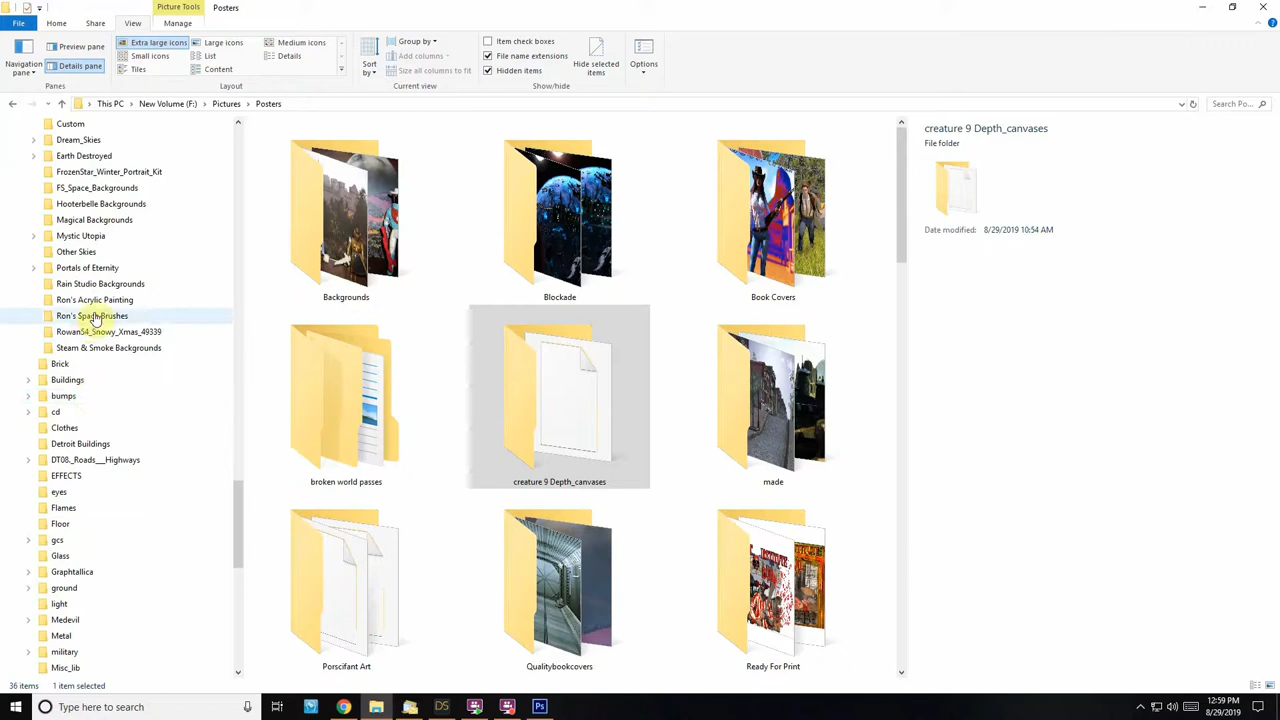 Picture Tools
Posters
File
Home
Share
View
Manage
Navigation pane
Preview pane
Details pane
Panes
Extra large icons
Large icons
Medium icons
Small icons
List
Details
Tiles
Content
Layout
Sort by
Group by
Add columns
Size all columns to fit
Current view
Item check boxes
File name extensions
Hidden items
Hide selected items
Show/hide
Options
This PC
New Volume (F:)
Pictures
Posters
Search Po...
Custom
Dream_Skies
Earth Destroyed
FrozenStar_Winter_Portrait_Kit
FS_Space_Backgrounds
Hooterbelle Backgrounds
Magical Backgrounds
Mystic Utopia
Other Skies
Portals of Eternity
Rain Studio Backgrounds
Ron's Acrylic Painting
Ron's Space Brushes
Rowan54_Snowy_Xmas_49339
Steam & Smoke Backgrounds
Brick
Buildings
bumps
cd
Clothes
Detroit Buildings
DT08._Roads__Highways
EFFECTS
eyes
Flames
Floor
gcs
Glass
Graphtallica
ground
light
Medevil
Metal
military
Misc_lib
Backgrounds
Blockade
Book Covers
broken world passes
creature 9 Depth_canvases
made
Porscifant Art
Qualitybookcovers
Ready For Print
creature 9 Depth_canvases
File folder
Date modified: 8/29/2019 10:54 AM
36 items
1 item selected
Type here to search
DS
Ps
12:59 PM
8/29/2019